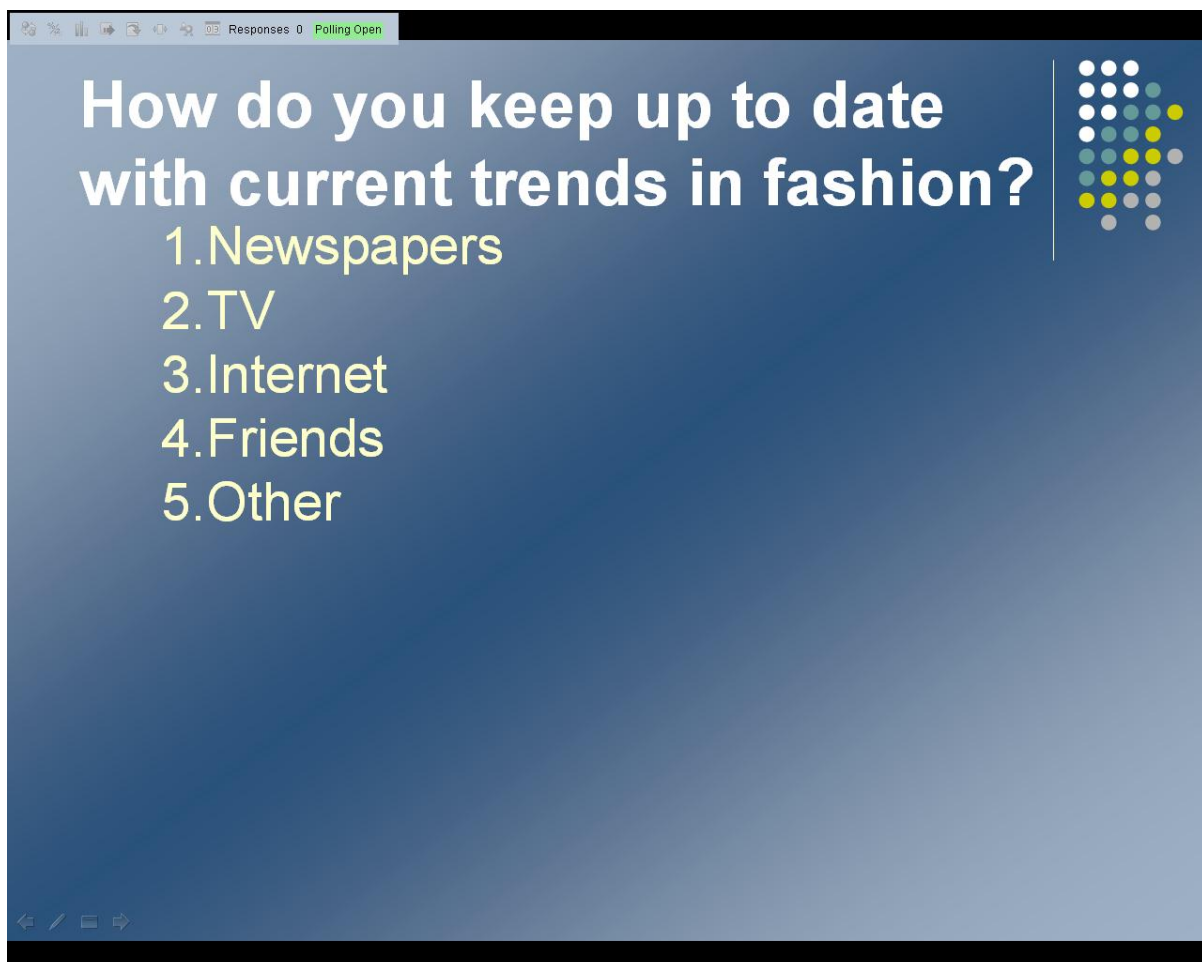 Responses 0 Polling Open
How do you keep up to date
with current trends in fashion?
1.Newspapers
2.TV
3.Internet
4.Friends
5.Other